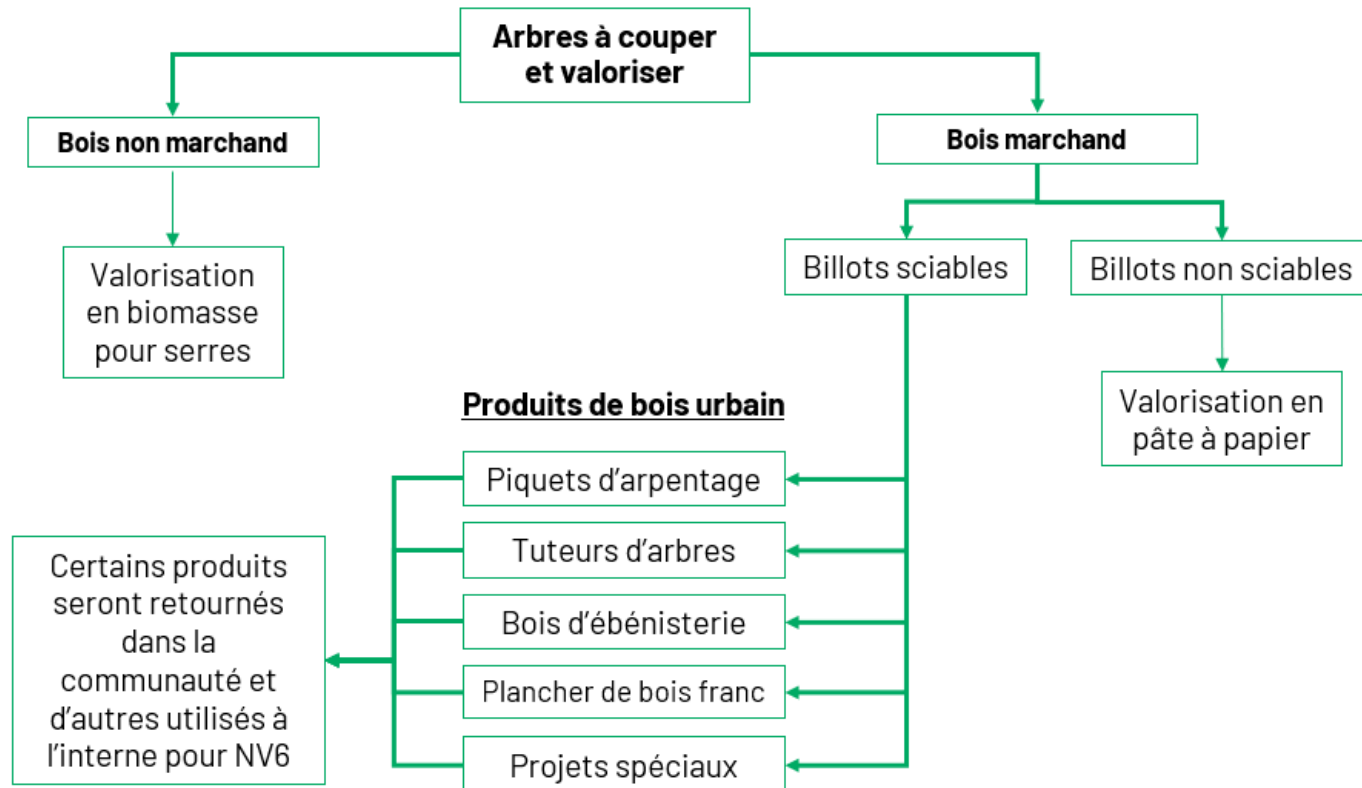 Arbres à couper
et valoriser
Bois non marchand
Bois marchand
Valorisation
en biomasse
pour serres
Billots sciables
Billots non sciables
Valorisation en
pâte à papier
Produits de bois urbain
Piquets d'arpentage
Tuteurs d'arbres
Bois d'ébénisterie
Plancher de bois franc
Projets spéciaux
Certains produits
seront retournés
dans la
communauté et
d'autres utilisés à
l'interne pour NV6